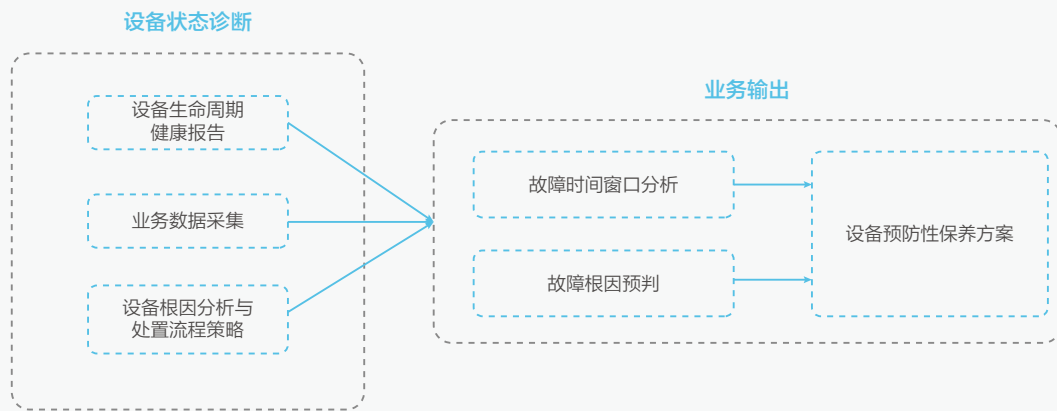 设备状态诊断
设备生命周期
健康报告
业务数据采集
设备根因分析与
处置流程策略
业务输出
故障时间窗口分析
故障根因预判
设备预防性保养方案